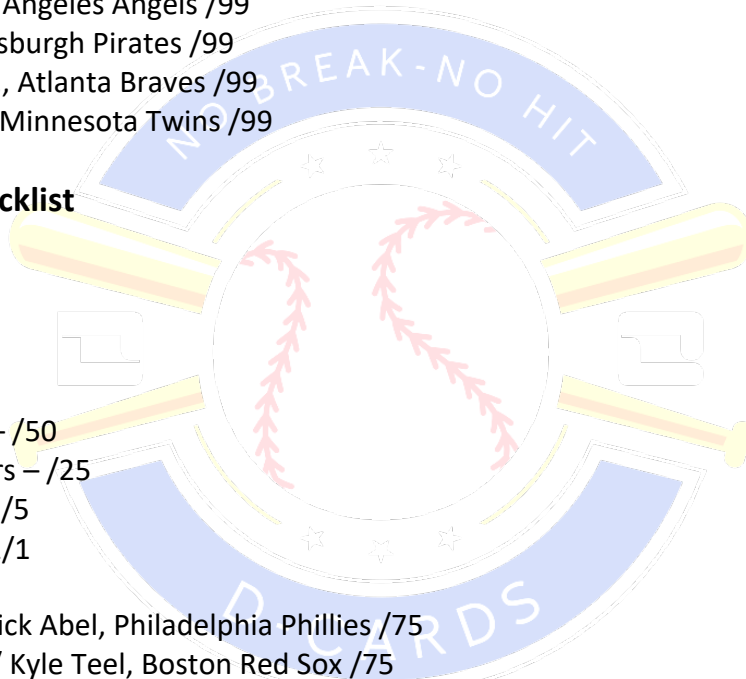 Angeles Angels /99
sburgh Pirates /99
, Atlanta Braves /99
Minnesota Twins /99
NO BREAK-NO HIT
cklist
– /50
rs – /25
/5
/1
ick Abel, Philadelphia Phillies /75
/ Kyle Teel, Boston Red Sox /75
D-CARDS